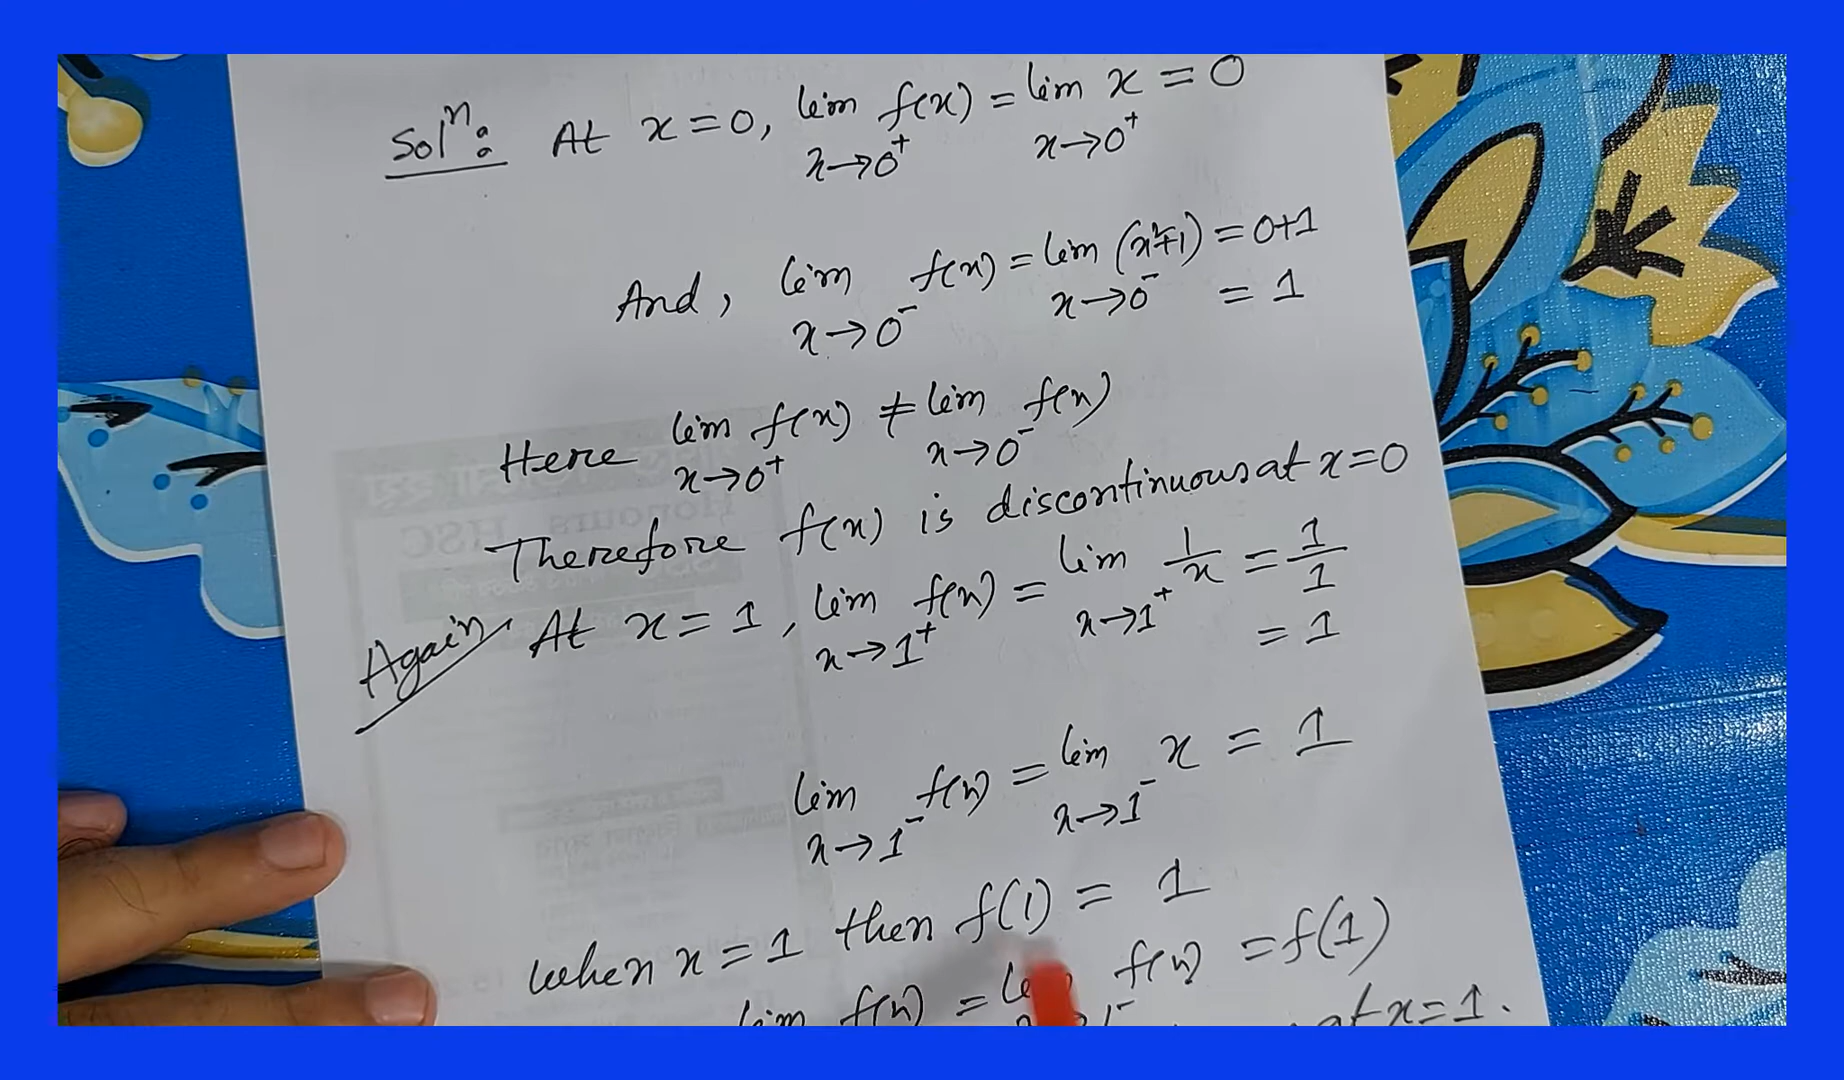 Solⁿ: At x = 0, lim x→0⁺ f(x) = lim x→0⁺ x = 0
And, lim x→0⁻ f(x) = lim x→0⁻ (x²+1) = 0+1
= 1
Here lim x→0⁺ f(x) ≠ lim x→0⁻ f(x)
Therefore f(x) is discontinuous at x=0
Again, At x = 1, lim x→1⁺ f(x) = lim x→1⁺ 1/x = 1/1
= 1
lim x→1⁻ f(x) = lim x→1⁻ x = 1
When x = 1 then f(1) = 1
lim f(x) = f(x) = f(1)
at x=1.